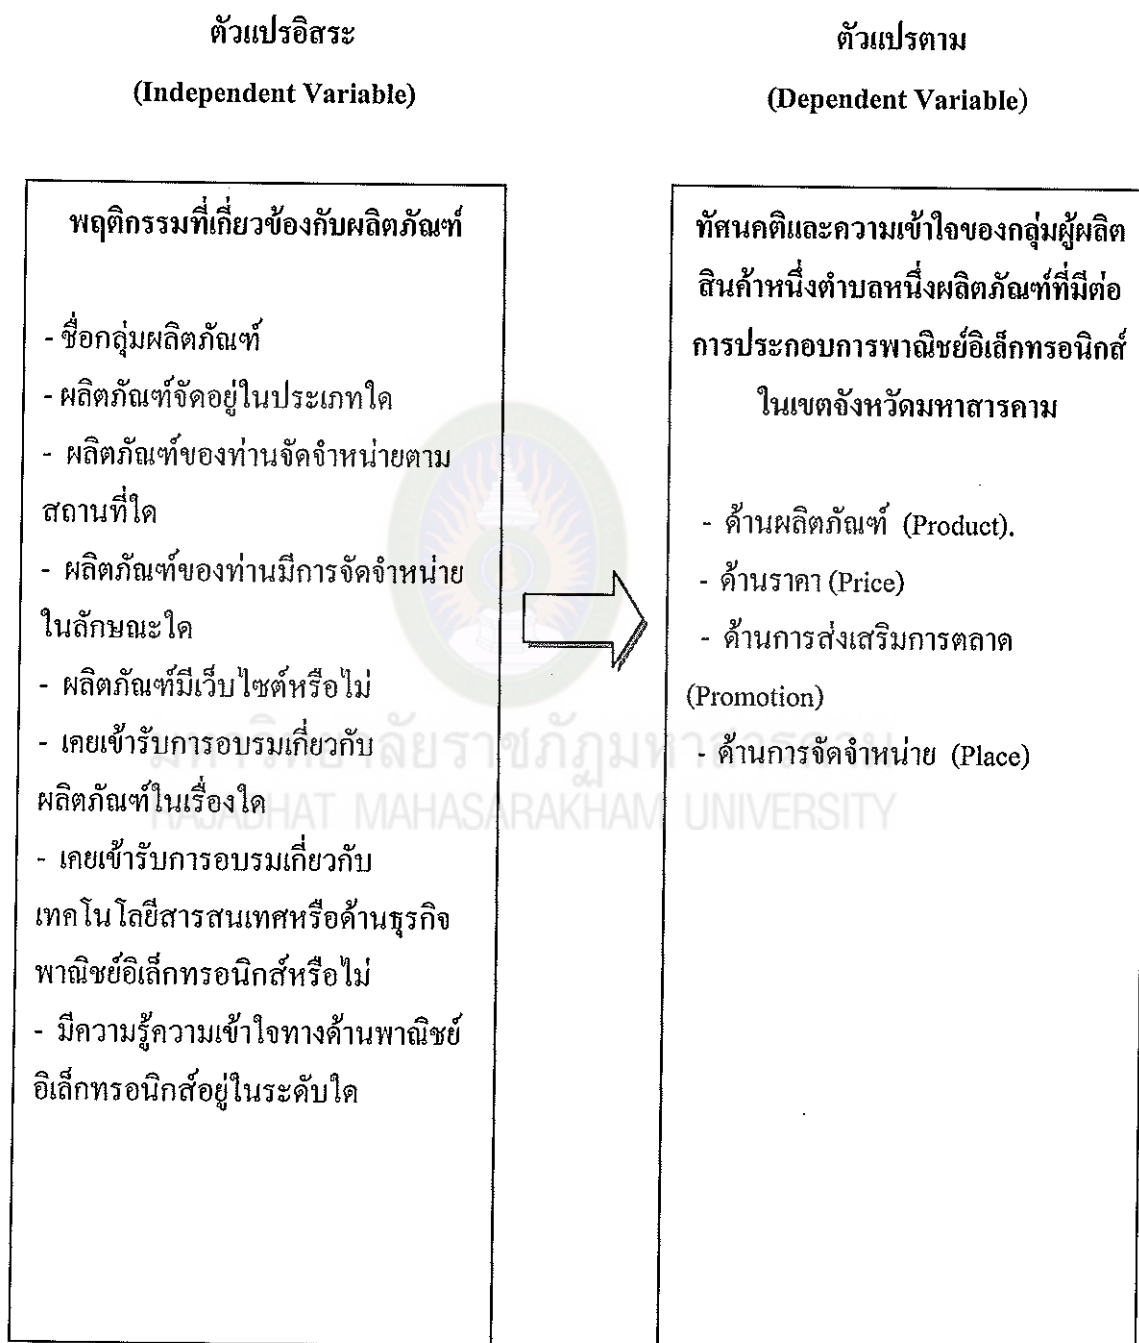 ตัวแปรอิสระ
(Independent Variable)
ตัวแปรตาม
(Dependent Variable)
พฤติกรรมที่เกี่ยวข้องกับผลิตภัณฑ์
- ชื่อกลุ่มผลิตภัณฑ์
- ผลิตภัณฑ์จัดอยู่ในประเภทใด
- ผลิตภัณฑ์ของท่านจัดจำหน่ายตาม
สถานที่ใด
- ผลิตภัณฑ์ของท่านมีการจัดจำหน่าย
ในลักษณะใด
- ผลิตภัณฑ์มีเว็บไซต์หรือไม่
- เคยเข้ารับการอบรมเกี่ยวกับ
ผลิตภัณฑ์ในเรื่องใด
- เคยเข้ารับการอบรมเกี่ยวกับ
เทคโนโลยีสารสนเทศหรือด้านธุรกิจ
พาณิชย์อิเล็กทรอนิกส์หรือไม่
- มีความรู้ความเข้าใจทางด้านพาณิชย์
อิเล็กทรอนิกส์อยู่ในระดับใด
ทัศนคติและความเข้าใจของกลุ่มผู้ผลิต
สินค้าหนึ่งตำบลหนึ่งผลิตภัณฑ์ที่มีต่อ
การประกอบการพาณิชย์อิเล็กทรอนิกส์
ในเขตจังหวัดมหาสารคาม
- ด้านผลิตภัณฑ์ (Product).
- ด้านราคา (Price)
- ด้านการส่งเสริมการตลาด
(Promotion)
- ด้านการจัดจำหน่าย (Place)
มหาวิทยาลัยราชภัฏมหาสารคาม
RAJABHAT MAHASARAKHAM UNIVERSITY